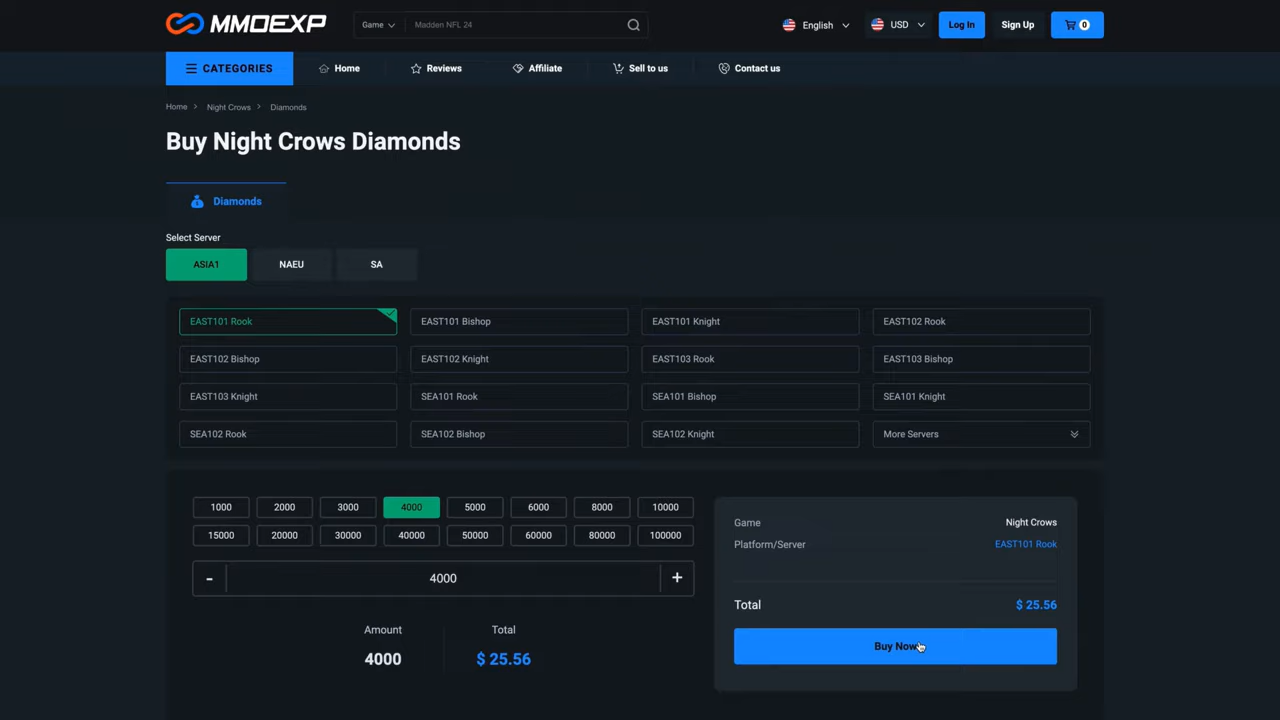 MMOEXP
Game
Madden NFL 24
English
USD
Log In
Sign Up
0
CATEGORIES
Home
Reviews
Affiliate
Sell to us
Contact us
Home > Night Crows > Diamonds
Buy Night Crows Diamonds
Diamonds
Select Server
ASIA1
NAEU
SA
EAST101 Rook
EAST101 Bishop
EAST101 Knight
EAST102 Rook
EAST102 Bishop
EAST102 Knight
EAST103 Rook
EAST103 Bishop
EAST103 Knight
SEA101 Rook
SEA101 Bishop
SEA101 Knight
SEA102 Rook
SEA102 Bishop
SEA102 Knight
More Servers
1000 2000 3000 4000 5000 6000 8000 10000
15000 20000 30000 40000 50000 60000 80000 100000
- 4000 +
Amount
4000
Total
$ 25.56
Game Night Crows
Platform/Server EAST101 Rook
Total $ 25.56
Buy Now